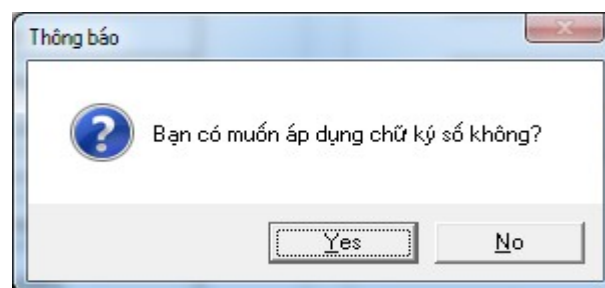 Thông báo
Bạn có muốn áp dụng chữ ký số không?
Yes
No